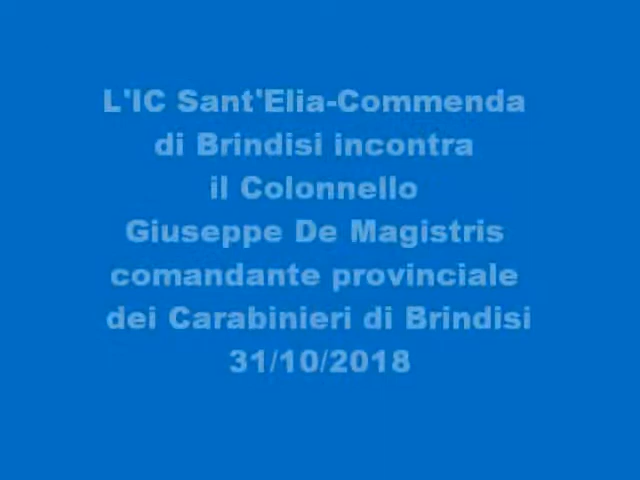 L'IC Sant'Elia-Commenda
di Brindisi incontra
il Colonnello
Giuseppe De Magistris
comandante provinciale
dei Carabinieri di Brindisi
31/10/2018